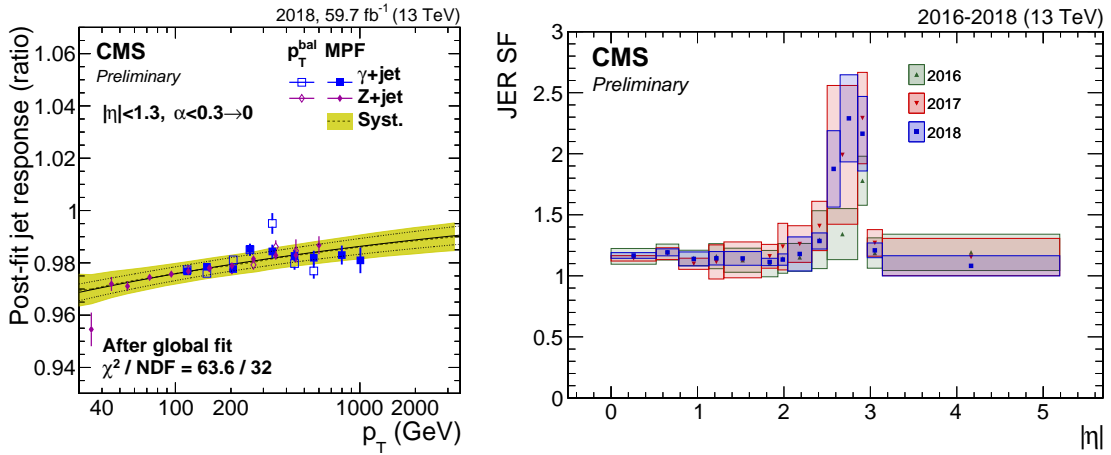 2018, 59.7 fb⁻¹ (13 TeV)
Post-fit jet response (ratio)
1.06
1.04
1.02
1
0.98
0.96
0.94
CMS
Preliminary
|η|<1.3, α<0.3→0
p_T^bal MPF
γ+jet
Z+jet
Syst.
After global fit
χ² / NDF = 63.6 / 32
40 100 200 1000 2000
p_T (GeV)
2016-2018 (13 TeV)
JER SF
3
2.5
2
1.5
1
0.5
0
CMS
Preliminary
2016
2017
2018
0 1 2 3 4 5
|η|